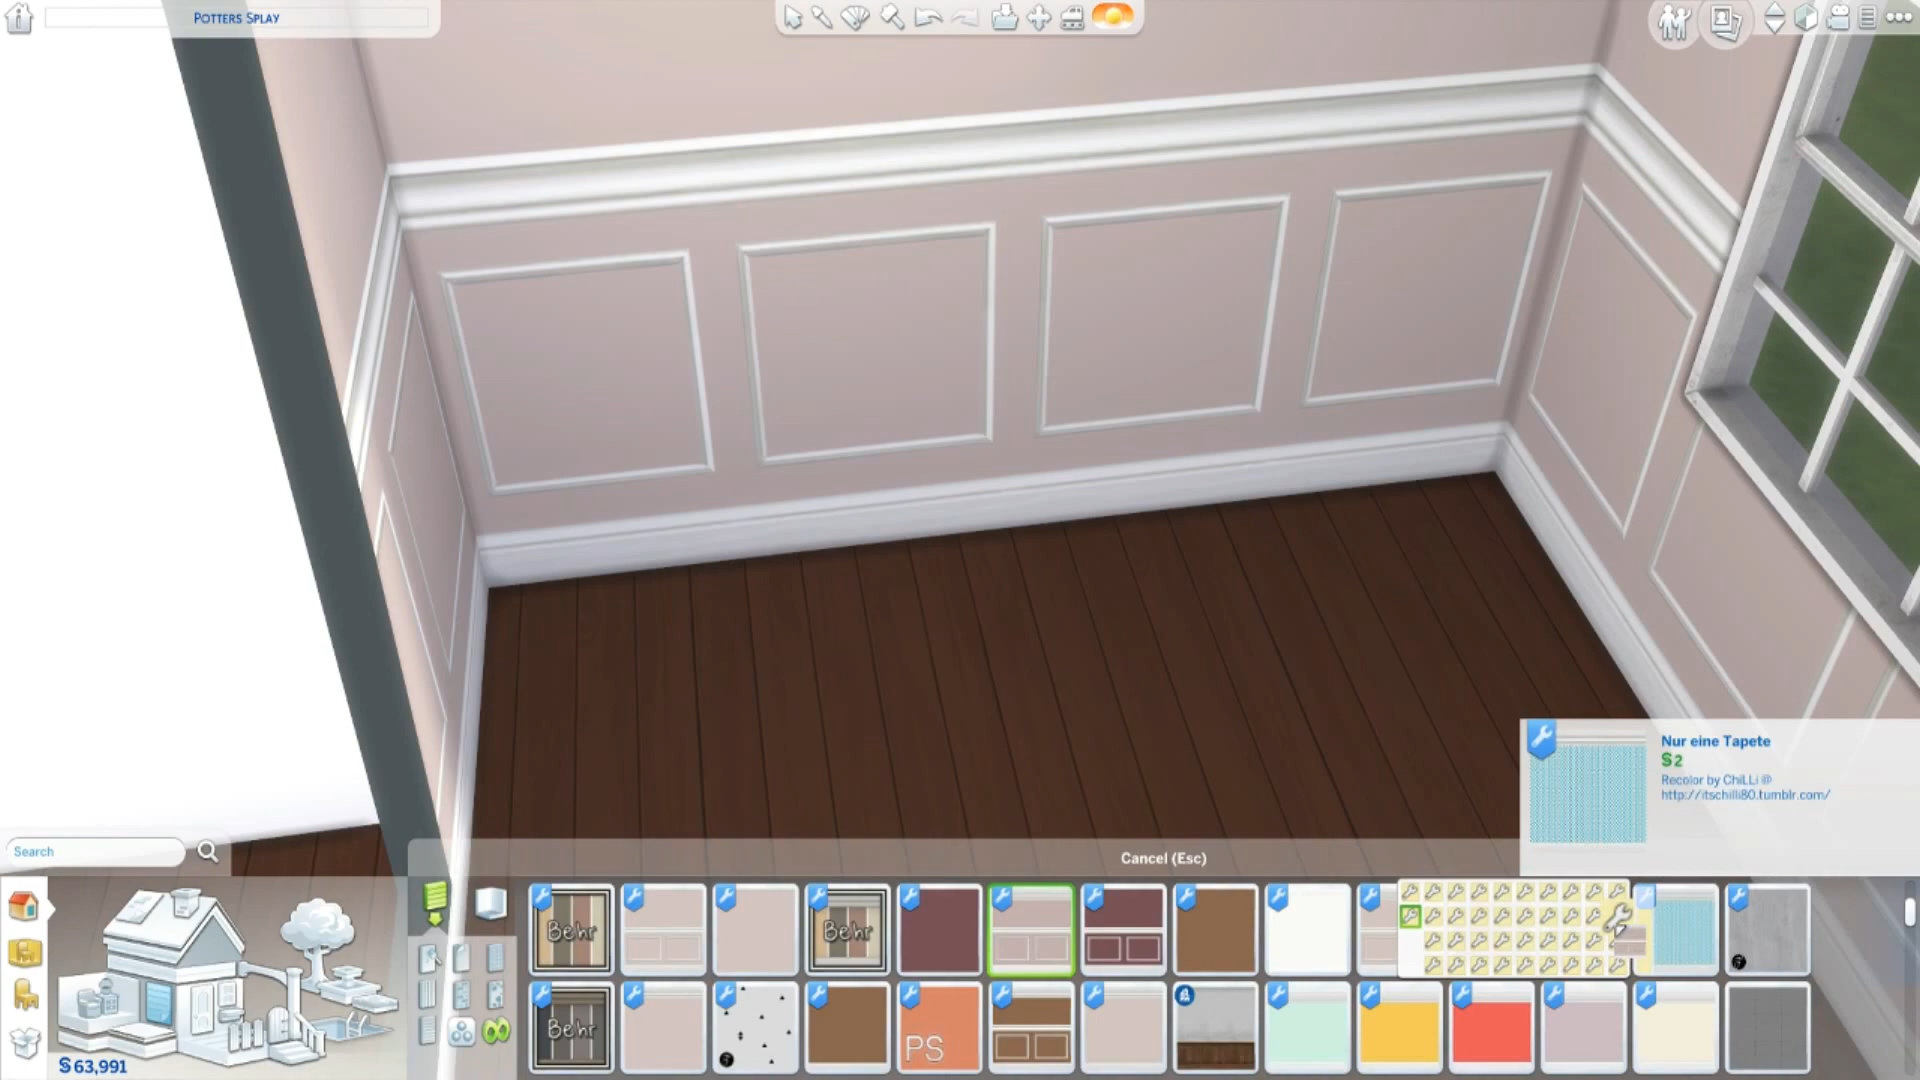 POTTERS SPLAY
Nur eine Tapete
§2
Recolor by ChiLLi @
http://itschilli80.tumblr.com/
Search
Cancel (Esc)
Behr
Behr
Behr
PS
§63,991